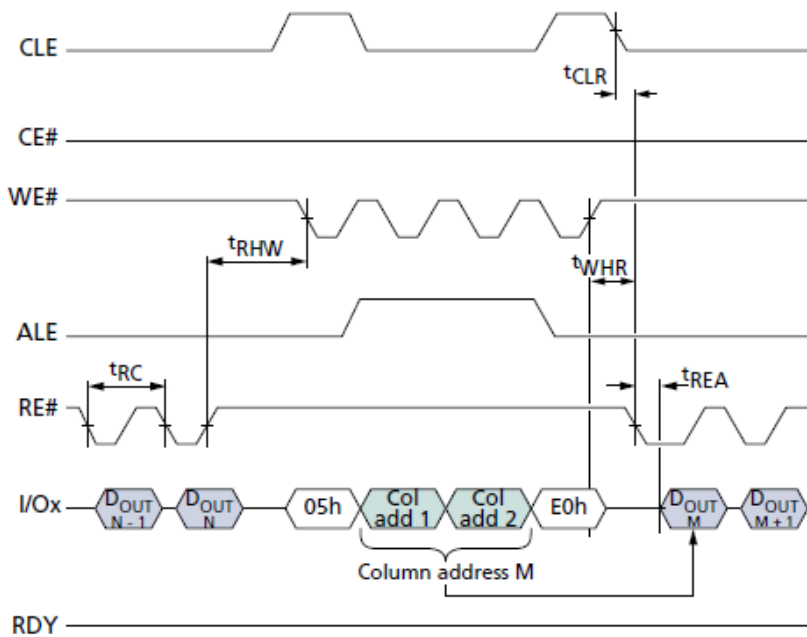 CLE
tCLR
CE#
WE#
tRHW
tWHR
ALE
tRC
tREA
RE#
I/Ox
DOUT
N - 1
DOUT
N
05h
Col
add 1
Col
add 2
E0h
DOUT
M
DOUT
M + 1
Column address M
RDY